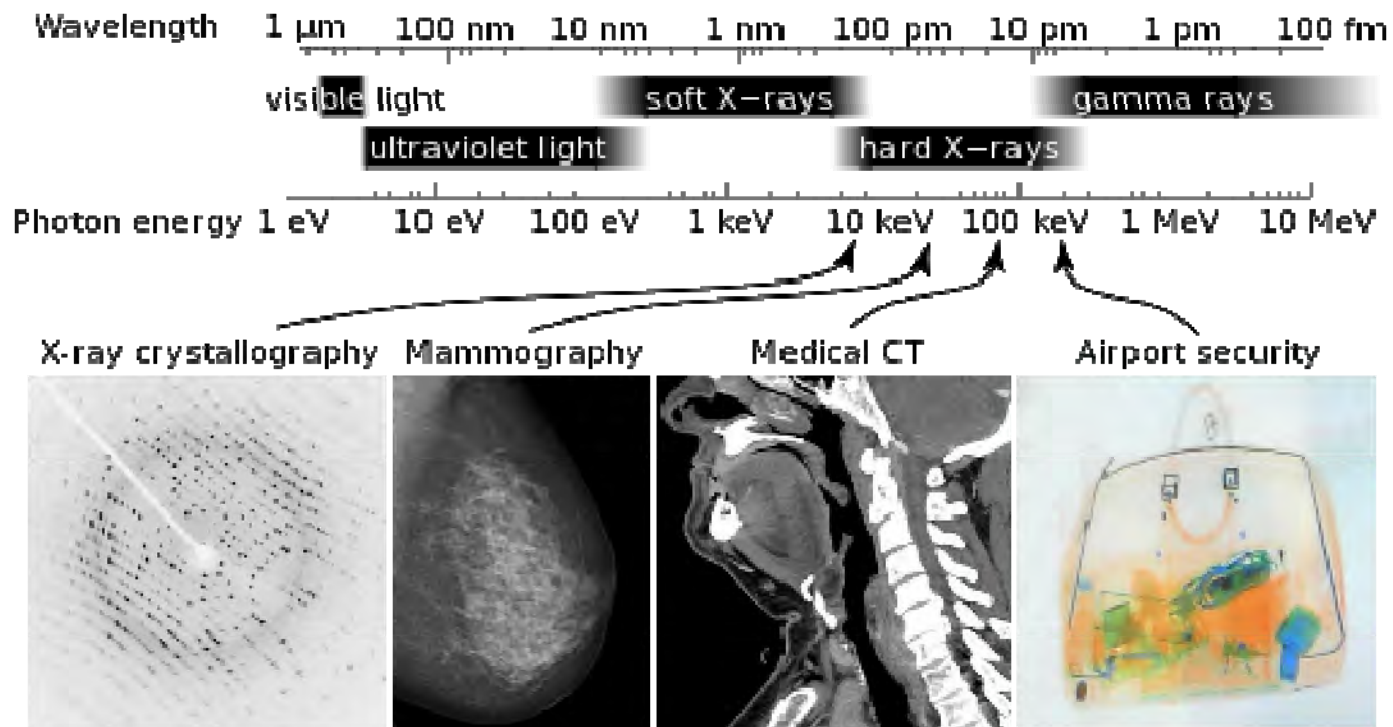 Wavelength 1 μm 100 nm 10 nm 1 nm 100 pm 10 pm 1 pm 100 fm
visible light soft X−rays gamma rays
ultraviolet light hard X−rays
Photon energy 1 eV 10 eV 100 eV 1 keV 10 keV 100 keV 1 MeV 10 MeV
X-ray crystallography Mammography Medical CT Airport security